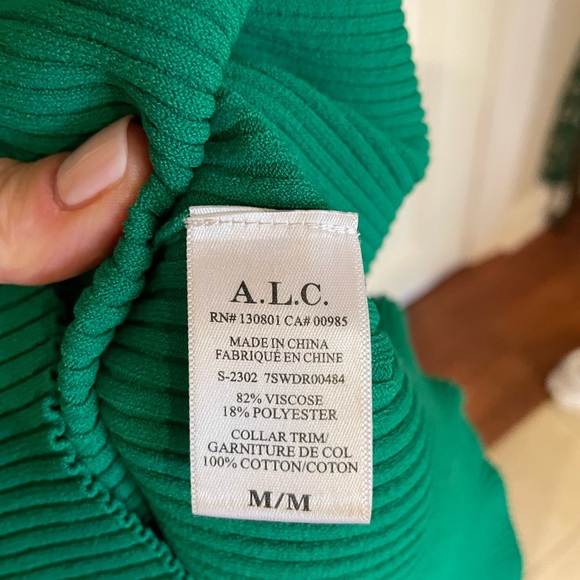 A.L.C.
RN# 130801 CA# 00985
MADE IN CHINA
FABRIQUÉ EN CHINE
S-2302 7SWDR00484
82% VISCOSE
18% POLYESTER
COLLAR TRIM/
GARNITURE DE COL
100% COTTON/COTON
M/M